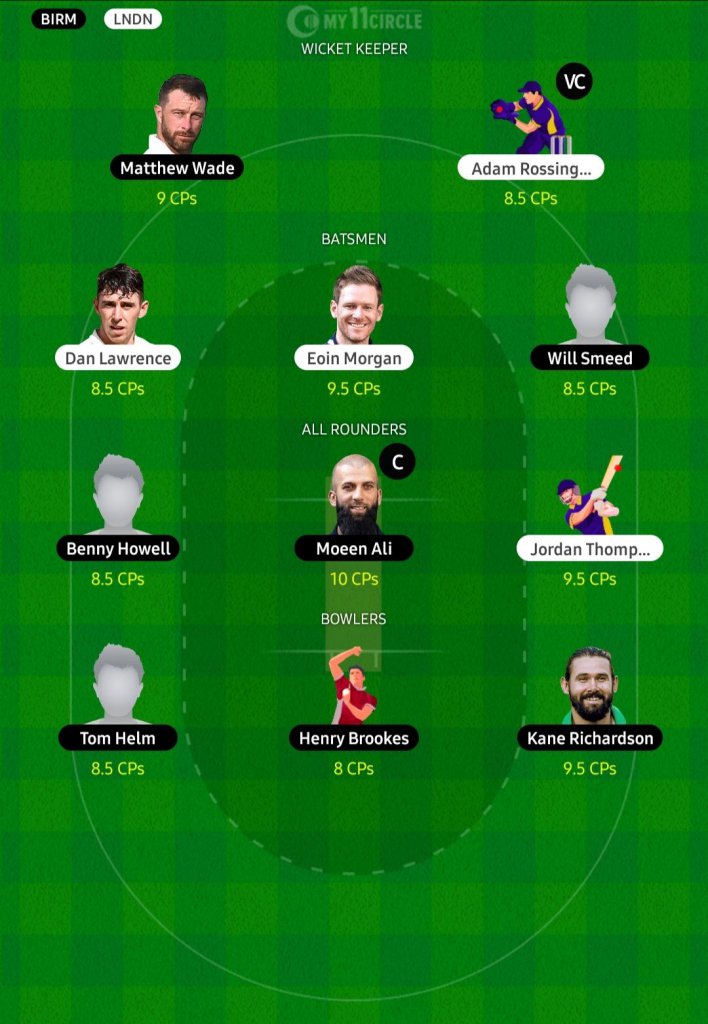 BIRM LNDN
MY11CIRCLE
WICKET KEEPER
VC
Matthew Wade Adam Rossing...
9 CPs 8.5 CPs
BATSMEN
Dan Lawrence Eoin Morgan Will Smeed
8.5 CPs 9.5 CPs 8.5 CPs
ALL ROUNDERS
C
Benny Howell Moeen Ali Jordan Thomp...
8.5 CPs 10 CPs 9.5 CPs
BOWLERS
Tom Helm Henry Brookes Kane Richardson
8.5 CPs 8 CPs 9.5 CPs